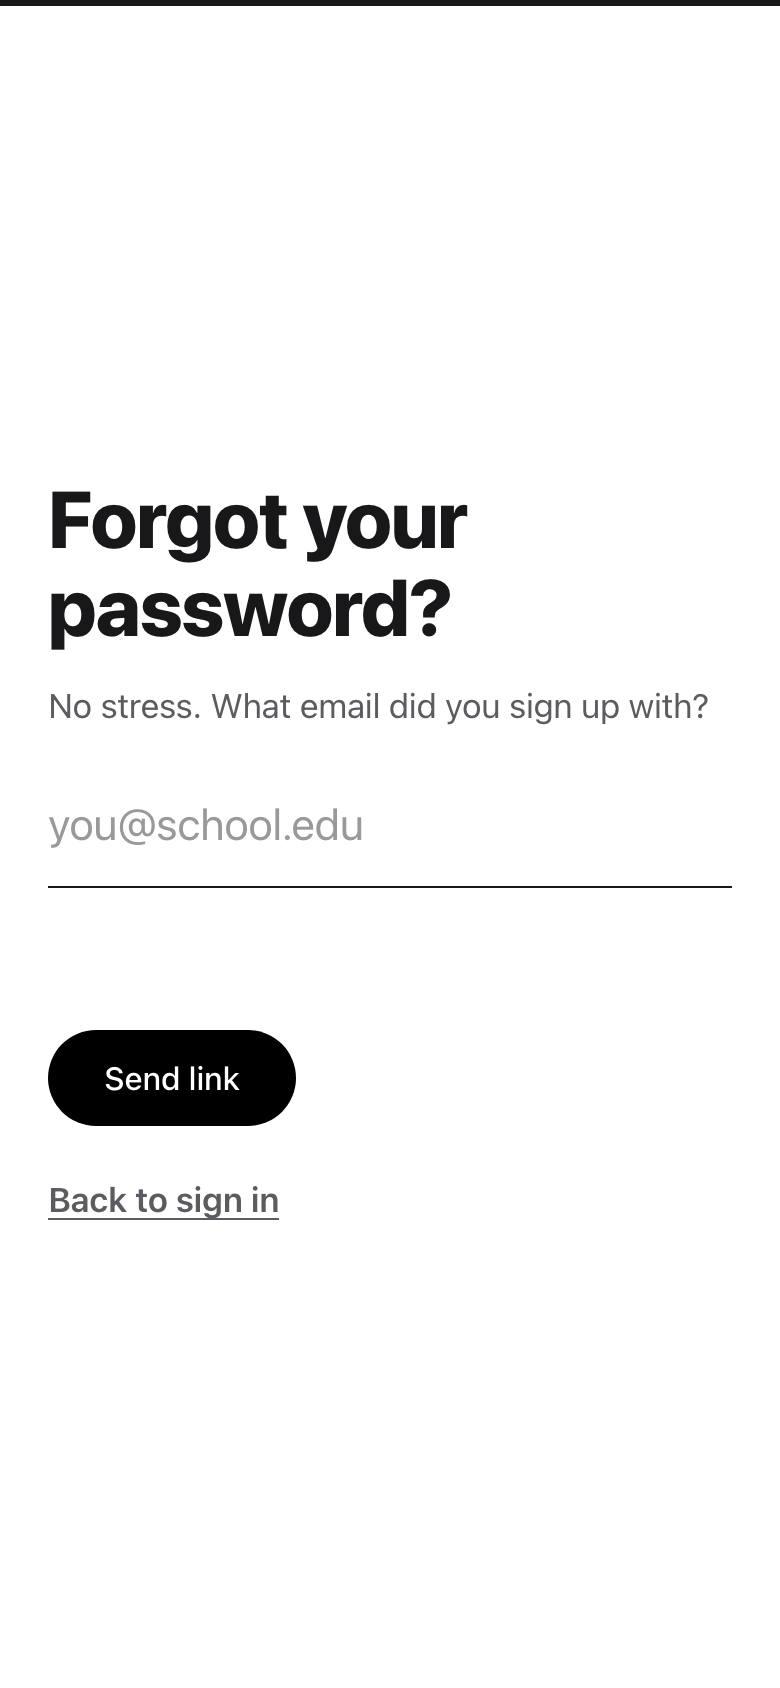 Forgot your
password?
No stress. What email did you sign up with?
you@school.edu
Send link
Back to sign in